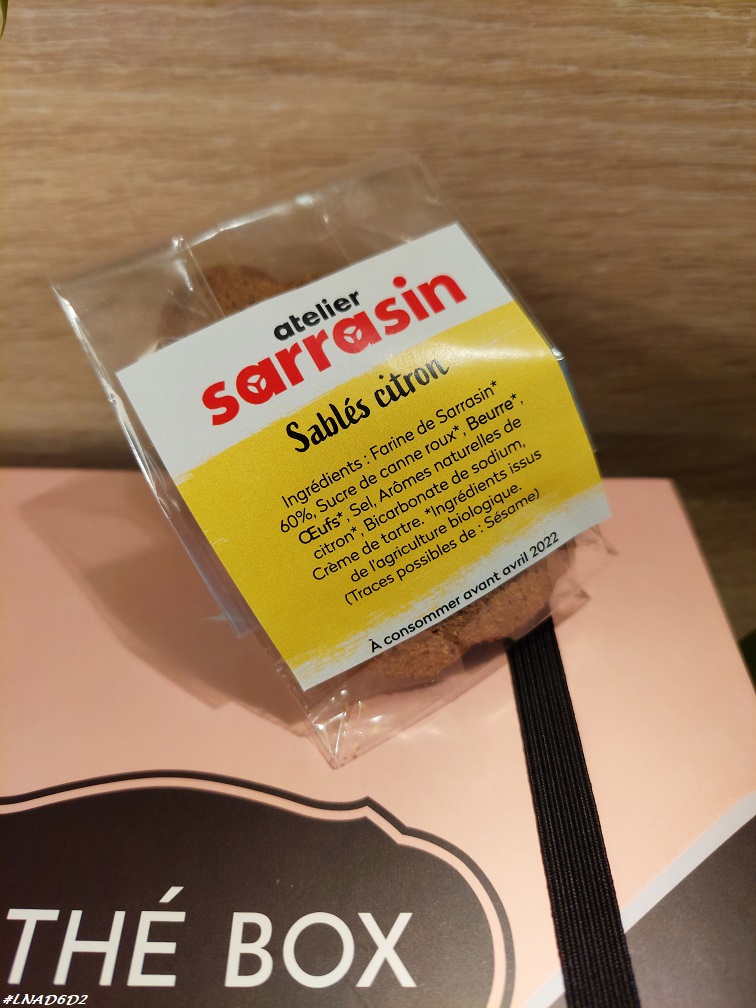 atelier
sarrasin
Sablés citron
Ingrédients : Farine de Sarrasin*
60%, Sucre de canne roux*, Beurre*,
Œufs*, Sel, Arômes naturelles de
citron*, Bicarbonate de sodium,
Crème de tartre. *Ingrédients issus
de l'agriculture biologique.
(Traces possibles de : Sésame)
À consommer avant avril 2022
THÉ BOX
#LNAD6D2